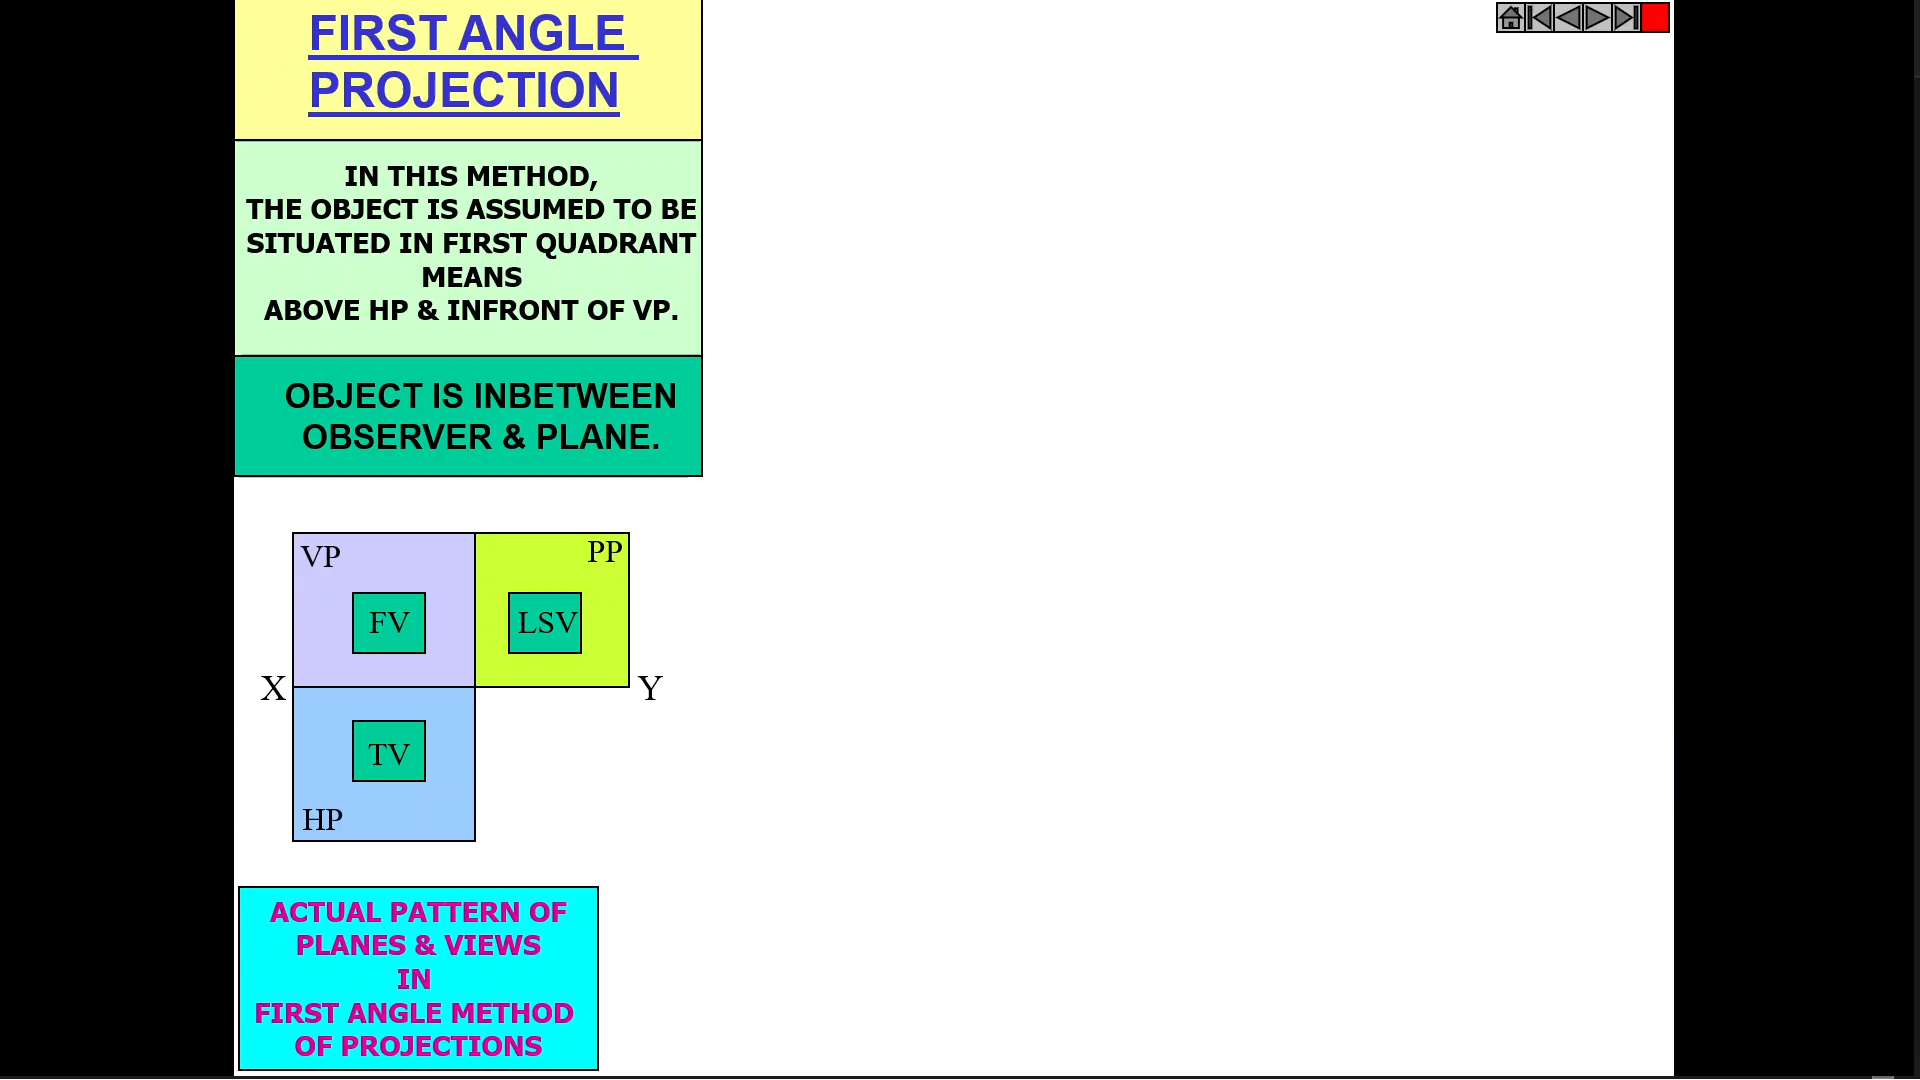 FIRST ANGLE
PROJECTION
IN THIS METHOD,
THE OBJECT IS ASSUMED TO BE
SITUATED IN FIRST QUADRANT
MEANS
ABOVE HP & INFRONT OF VP.
OBJECT IS INBETWEEN
OBSERVER & PLANE.
VP PP
FV LSV
X Y
TV
HP
ACTUAL PATTERN OF
PLANES & VIEWS
IN
FIRST ANGLE METHOD
OF PROJECTIONS